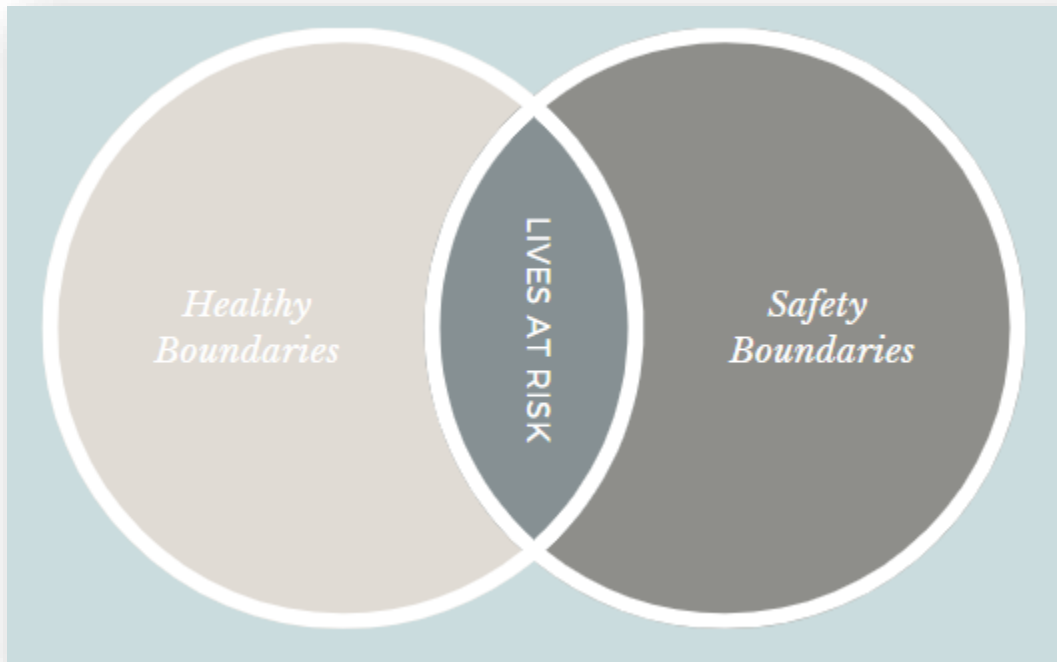 Healthy
Boundaries
LIVES AT RISK
Safety
Boundaries